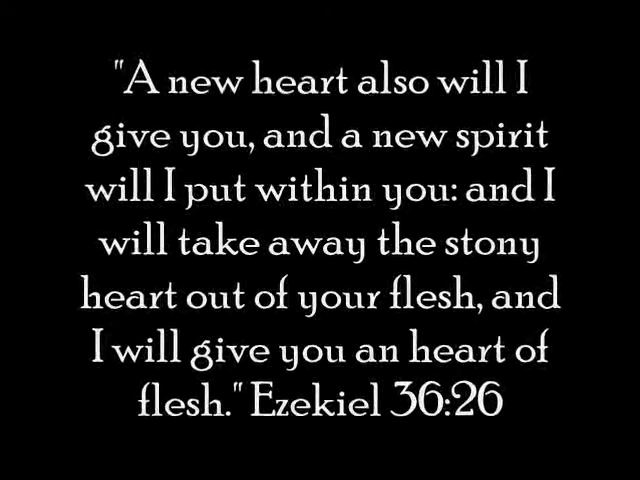 "A new heart also will I
give you, and a new spirit
will I put within you: and I
will take away the stony
heart out of your flesh, and
I will give you an heart of
flesh." Ezekiel 36:26